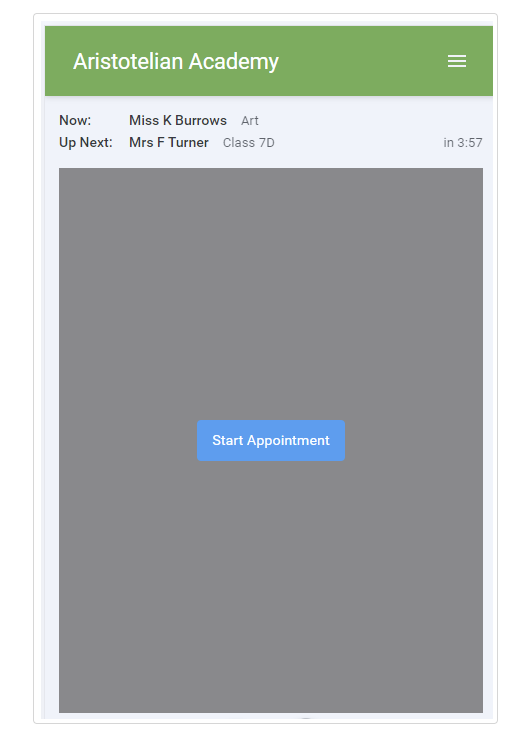 Aristotelian Academy
Now: Miss K Burrows Art
Up Next: Mrs F Turner Class 7D in 3:57
Start Appointment